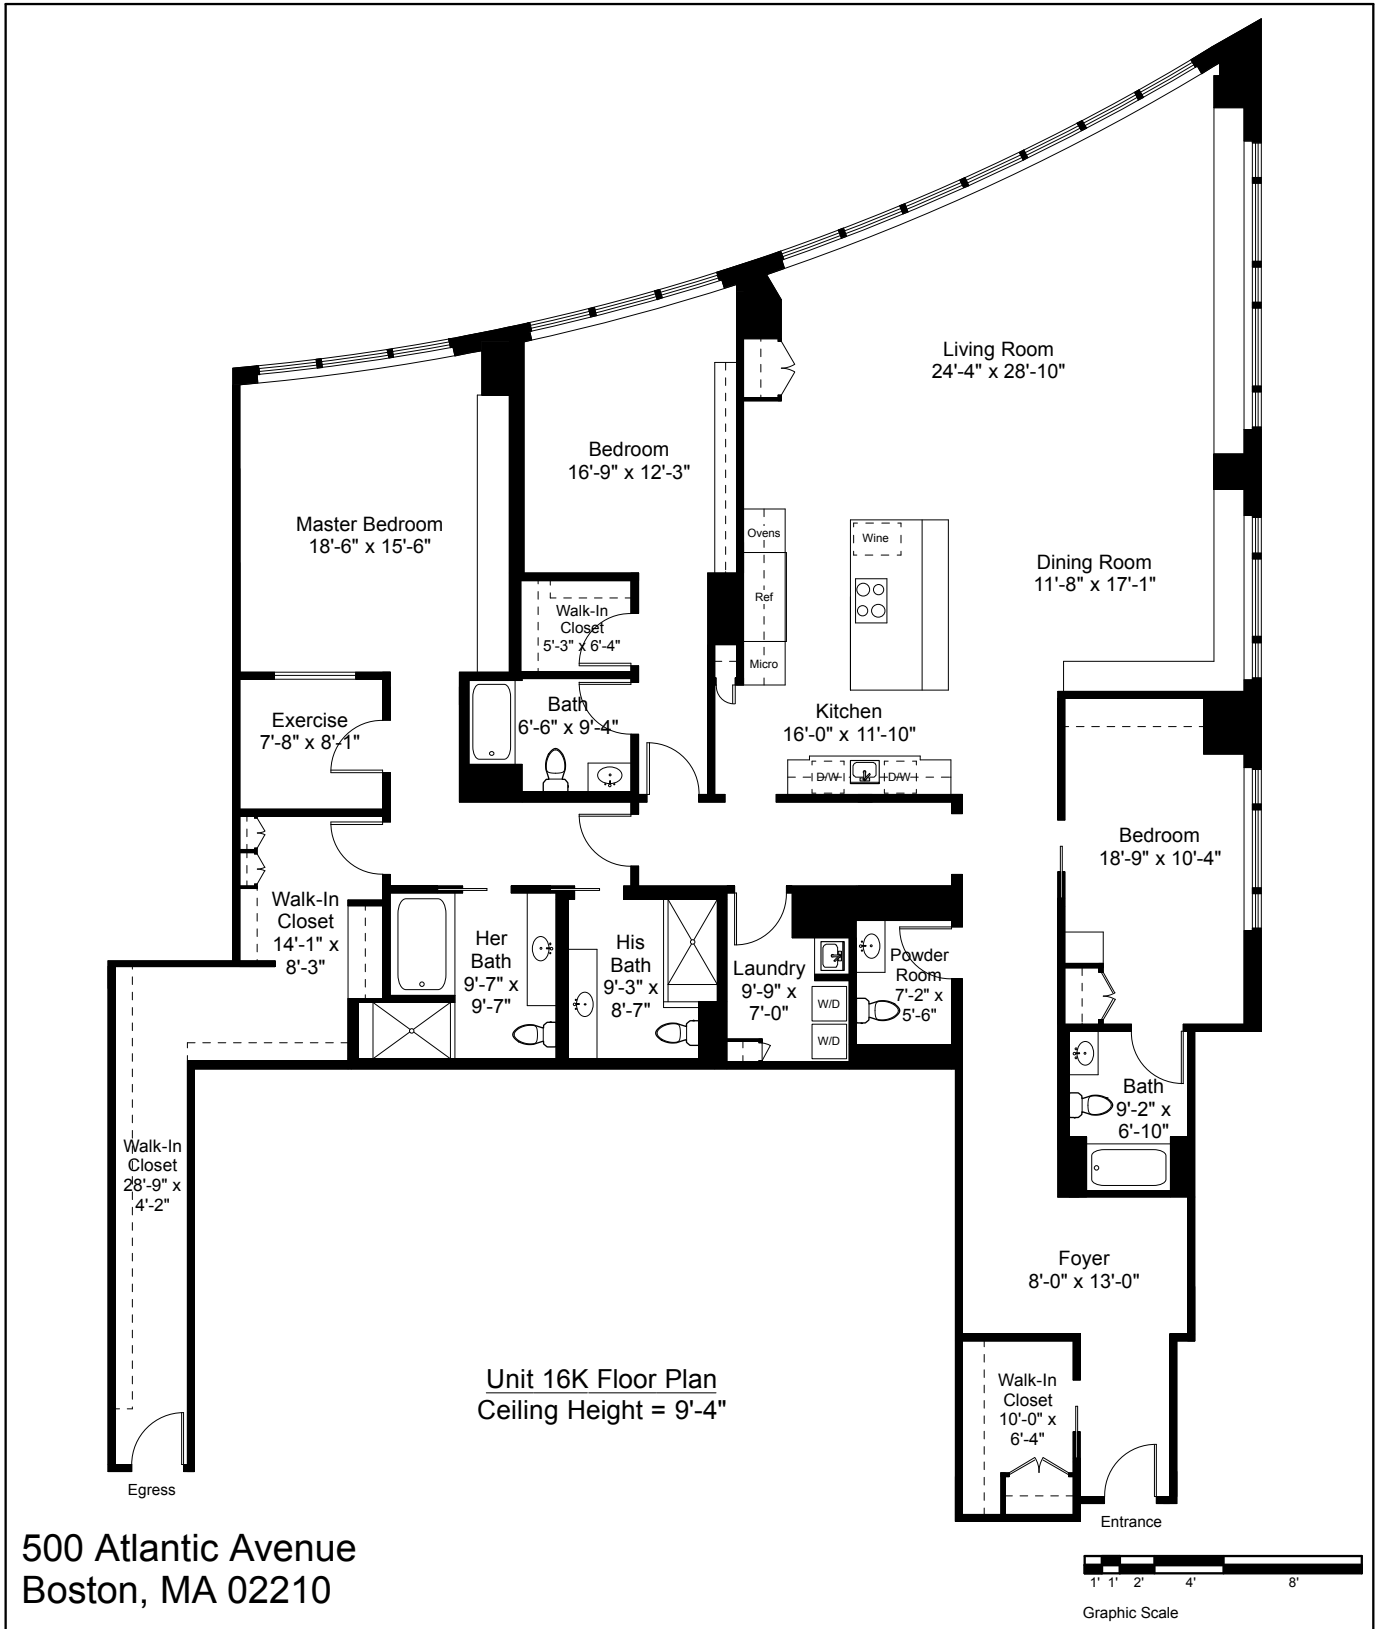 Living Room
24'-4" x 28'-10"
Bedroom
16'-9" x 12'-3"
Master Bedroom
18'-6" x 15'-6"
Ovens
Wine
Dining Room
11'-8" x 17'-1"
Ref
Walk-In
Closet
5'-3" x 6'-4"
Micro
Exercise
7'-8" x 8'-1"
Bath
6'-6" x 9'-4"
Kitchen
16'-0" x 11'-10"
D/W
D/W
Bedroom
18'-9" x 10'-4"
Walk-In
Closet
14'-1" x
8'-3"
Her
Bath
9'-7" x
9'-7"
His
Bath
9'-3" x
8'-7"
Laundry
9'-9" x
7'-0"
W/D
W/D
Powder
Room
7'-2" x
5'-6"
Bath
9'-2" x
6'-10"
Walk-In
Closet
28'-9" x
4'-2"
Foyer
8'-0" x 13'-0"
Unit 16K Floor Plan
Ceiling Height = 9'-4"
Walk-In
Closet
10'-0" x
6'-4"
Egress
Entrance
500 Atlantic Avenue
Boston, MA 02210
1' 1' 2' 4' 8'
Graphic Scale